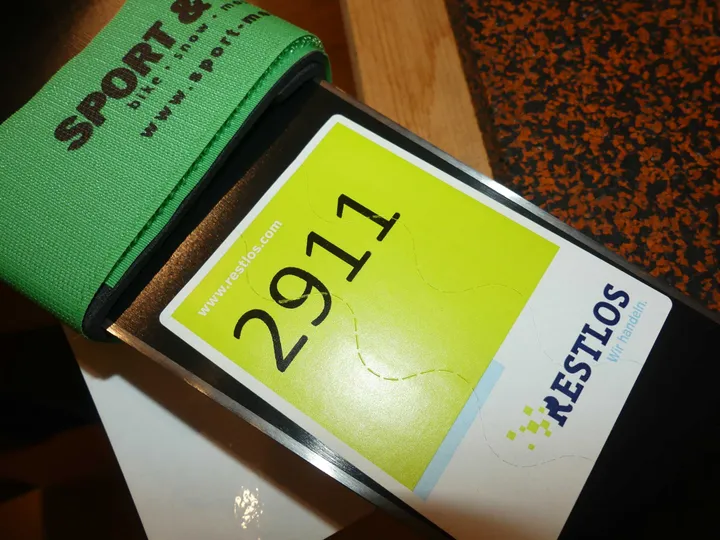 SPORT &
bike . snow .
www.sport-m
www.restlos.com
2911
RESTLOS
Wir handeln.